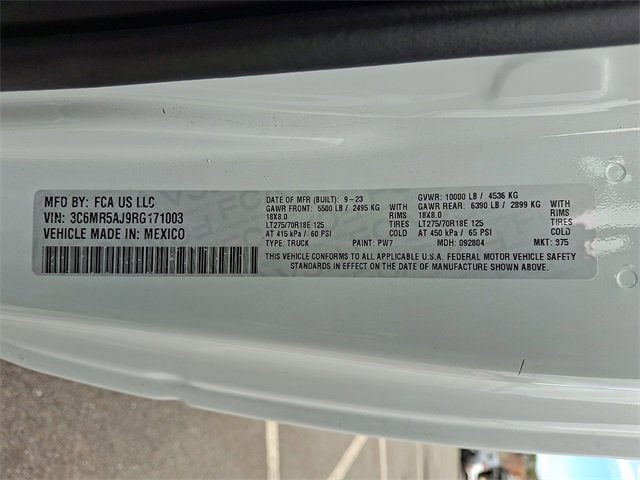 MFD BY: FCA US LLC
VIN: 3C6MR5AJ9RG171003
VEHICLE MADE IN: MEXICO
DATE OF MFR (BUILT): 9-23
GAWR FRONT: 5500 LB / 2495 KG WITH
18X8.0 RIMS
LT275/70R18E 125 TIRES
AT 415 kPa / 60 PSI COLD
TYPE: TRUCK PAINT: PW7
GVWR: 10000 LB / 4536 KG
GAWR REAR: 6390 LB / 2899 KG WITH
18X8.0 RIMS
LT275/70R18E 125 TIRES
AT 450 kPa / 65 PSI COLD
MDH: 092804 MKT: 975
THIS VEHICLE CONFORMS TO ALL APPLICABLE U.S.A. FEDERAL MOTOR VEHICLE SAFETY
STANDARDS IN EFFECT ON THE DATE OF MANUFACTURE SHOWN ABOVE.